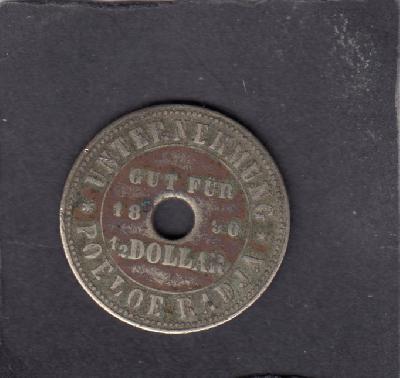 * UNTERNEHMUNG *
GUT FÜR
18 90
1/2 DOLLAR
POELOE RADJA